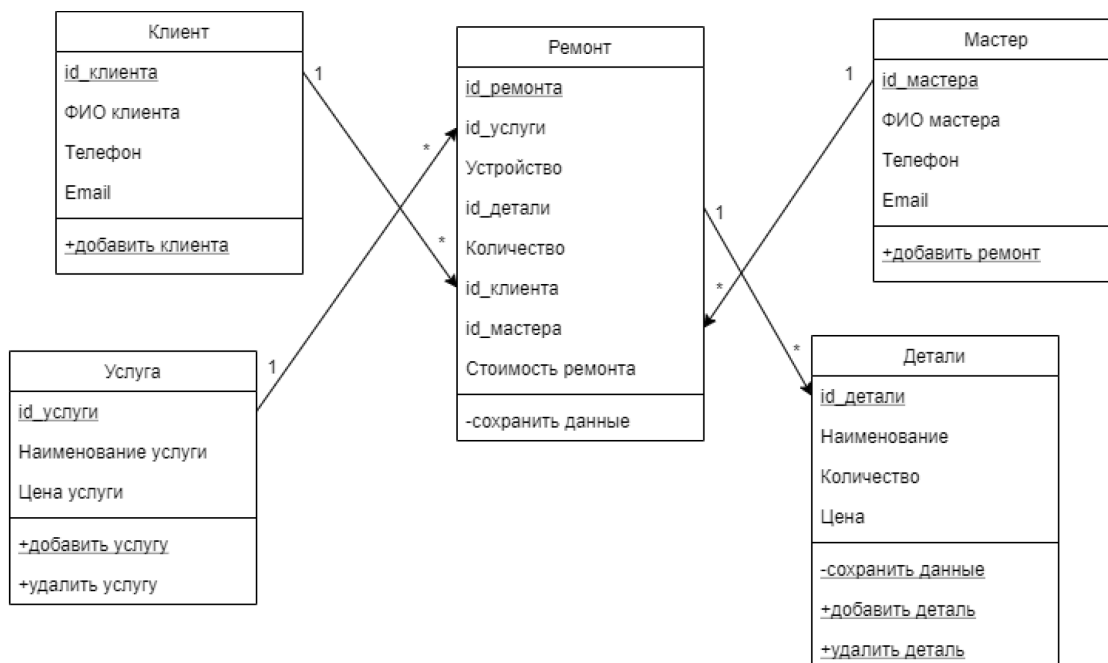 Клиент
id_клиента
ФИО клиента
Телефон
Email
+добавить клиента
1
*
Ремонт
id_ремонта
id_услуги
Устройство
id_детали
Количество
id_клиента
id_мастера
Стоимость ремонта
-сохранить данные
*
1
Мастер
id_мастера
ФИО мастера
Телефон
Email
+добавить ремонт
1
*
Услуга
id_услуги
Наименование услуги
Цена услуги
+добавить услугу
+удалить услугу
1
*
Детали
id_детали
Наименование
Количество
Цена
-сохранить данные
+добавить деталь
+удалить деталь